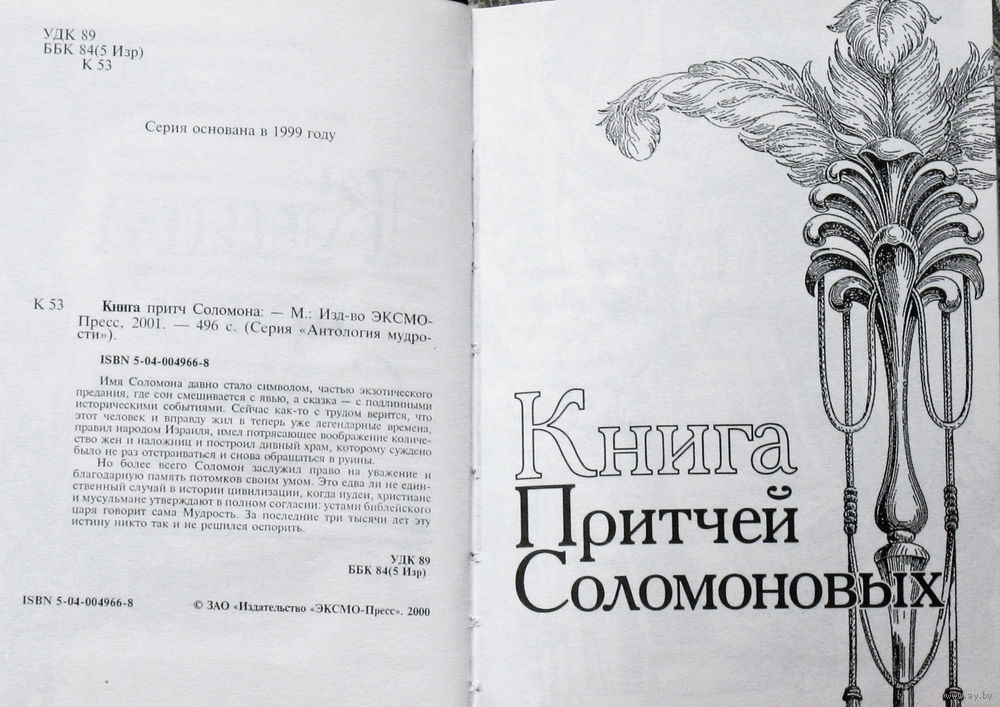 УДК 89
ББК 84(5 Изр)
К 53
Серия основана в 1999 году
К 53 Книга притч Соломона: — М.: Изд-во ЭКСМО-
Пресс, 2001. — 496 с. (Серия «Антология мудро-
сти»).
ISBN 5-04-004966-8
Имя Соломона давно стало символом, частью экзотического
предания, где сон смешивается с явью, а сказка — с подлинными
историческими событиями. Сейчас как-то с трудом верится, что
этот человек и вправду жил в теперь уже легендарные времена,
правил народом Израиля, имел потрясающее воображение количе-
ство жен и наложниц и построил дивный храм, которому суждено
было не раз отстраиваться и снова обращаться в руины.
Но более всего Соломон заслужил право на уважение и
благодарную память потомков своим умом. Это едва ли не един-
ственный случай в истории цивилизации, когда иудеи, христиане
и мусульмане утверждают в полном согласии: устами библейского
царя говорит сама Мудрость. За последние три тысячи лет эту
истину никто так и не решился оспорить.
УДК 89
ББК 84(5 Изр)
ISBN 5-04-004966-8 © ЗАО «Издательство «ЭКСМО-Пресс». 2000
Книга
Притчей
Соломоновых
www.ay.by